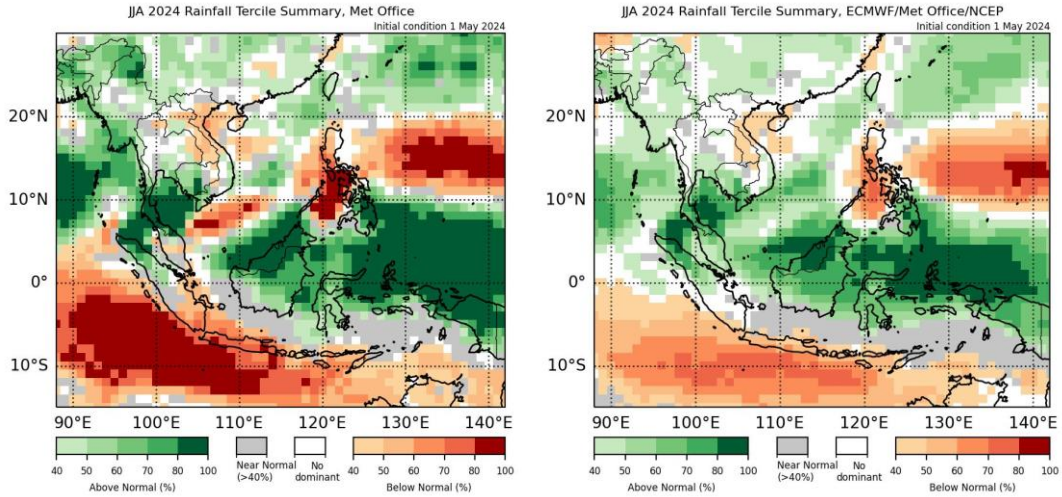 JJA 2024 Rainfall Tercile Summary, Met Office
Initial condition 1 May 2024
20°N
10°N
0°
10°S
90°E 100°E 110°E 120°E 130°E 140°E
40 50 60 70 80 100
Above Normal (%)
Near Normal
(>40%)
No
dominant
40 50 60 70 80 100
Below Normal (%)
JJA 2024 Rainfall Tercile Summary, ECMWF/Met Office/NCEP
Initial condition 1 May 2024
20°N
10°N
0°
10°S
90°E 100°E 110°E 120°E 130°E 140°E
40 50 60 70 80 100
Above Normal (%)
Near Normal
(>40%)
No
dominant
40 50 60 70 80 100
Below Normal (%)